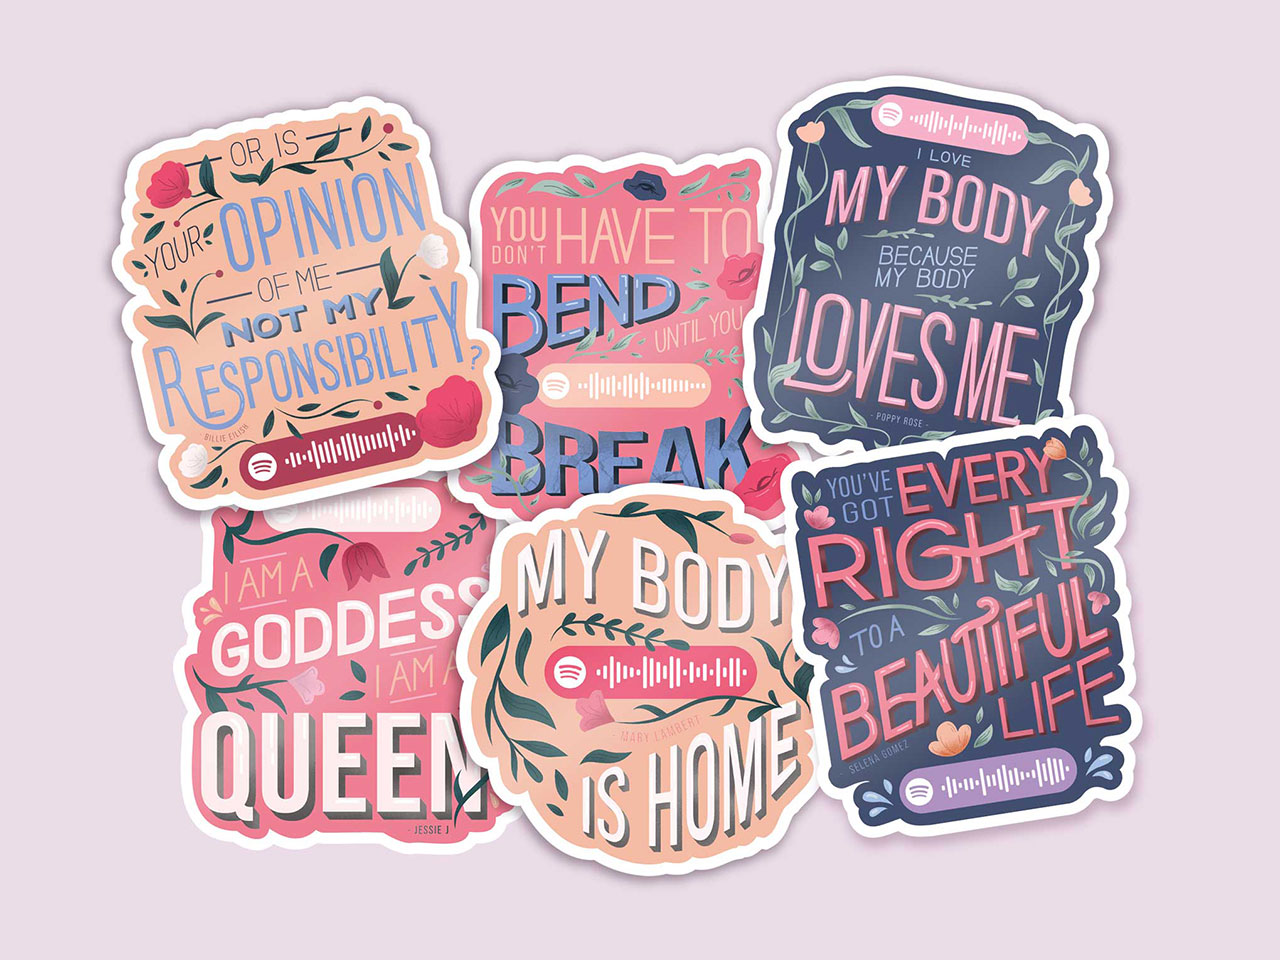 OR IS
YOUR OPINION
OF ME
NOT MY
RESPONSIBILITY?
- BILLIE EILISH
YOU DON'T HAVE TO
BEND
UNTIL YOU
BREAK
I LOVE
MY BODY
BECAUSE
MY BODY
LOVES ME
- POPPY ROSE -
I AM A
GODDESS
I AM A
QUEEN
- JESSIE J
MY BODY
- MARY LAMBERT
IS HOME
YOU'VE GOT EVERY
RIGHT
TO A
BEAUTIFUL
LIFE
- SELENA GOMEZ